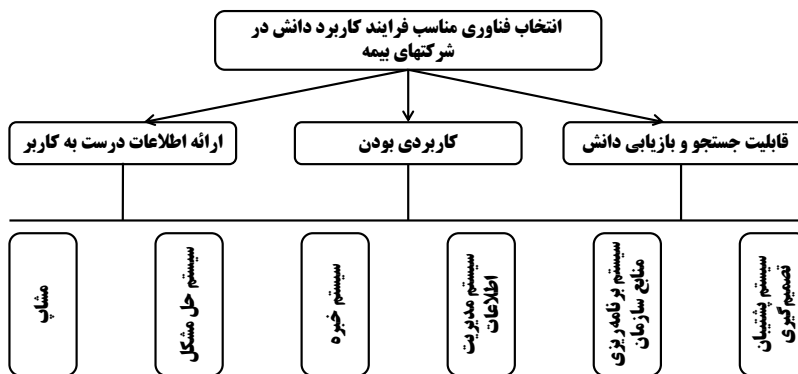 انتخاب فناوری مناسب فرایند کاربرد دانش در
شرکتهای بیمه
قابلیت جستجو و بازیابی دانش
کاربردی بودن
ارائه اطلاعات درست به کاربر
سیستم پشتیبان
تصمیم‌گیری
سیستم برنامه‌ریزی
منابع سازمان
سیستم مدیریت
اطلاعات
سیستم خبره
سیستم حل مشکل
مشاپ